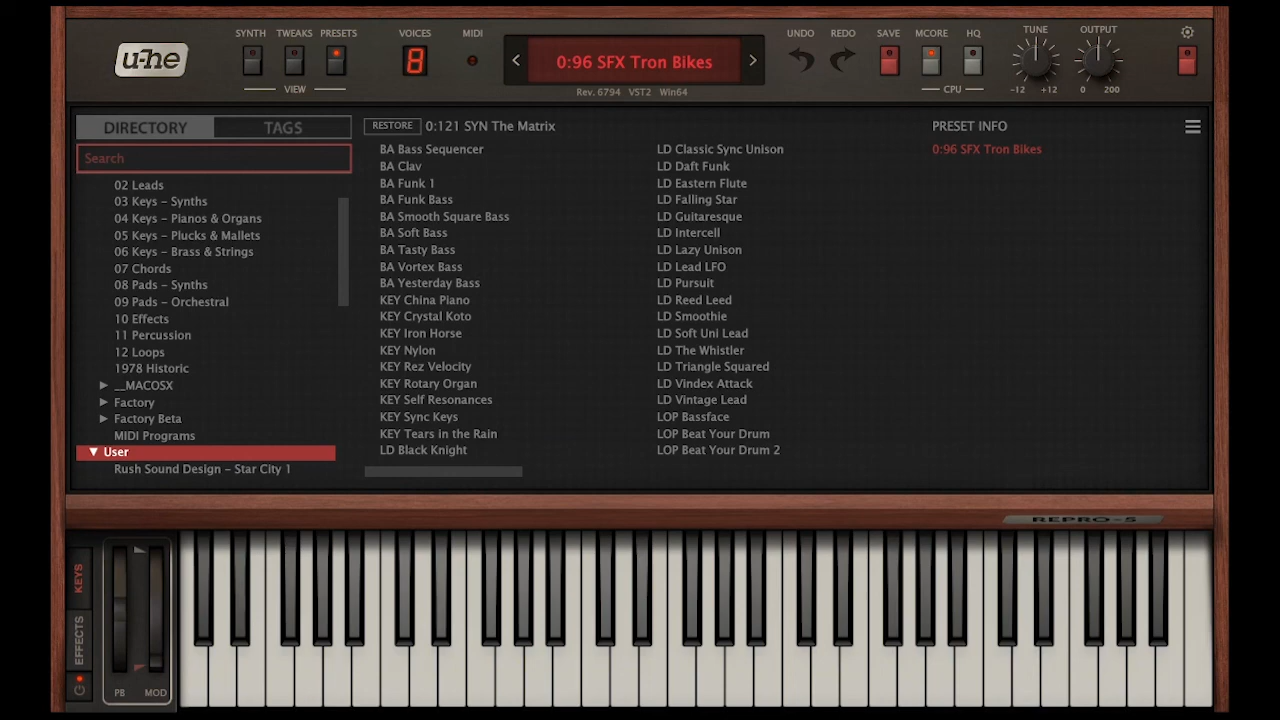 SYNTH TWEAKS PRESETS VOICES MIDI UNDO REDO SAVE MCORE HQ TUNE OUTPUT
u-he
8
< 0:96 SFX Tron Bikes >
VIEW
Rev. 6794 VST2 Win64
CPU
-12 +12 0 200
DIRECTORY TAGS
RESTORE 0:121 SYN The Matrix
PRESET INFO
Search
0:96 SFX Tron Bikes
02 Leads
03 Keys - Synths
04 Keys - Pianos & Organs
05 Keys - Plucks & Mallets
06 Keys - Brass & Strings
07 Chords
08 Pads - Synths
09 Pads - Orchestral
10 Effects
11 Percussion
12 Loops
1978 Historic
▶ __MACOSX
▶ Factory
▶ Factory Beta
MIDI Programs
▼ User
Rush Sound Design - Star City 1
BA Bass Sequencer
BA Clav
BA Funk 1
BA Funk Bass
BA Smooth Square Bass
BA Soft Bass
BA Tasty Bass
BA Vortex Bass
BA Yesterday Bass
KEY China Piano
KEY Crystal Koto
KEY Iron Horse
KEY Nylon
KEY Rez Velocity
KEY Rotary Organ
KEY Self Resonances
KEY Sync Keys
KEY Tears in the Rain
LD Black Knight
LD Classic Sync Unison
LD Daft Funk
LD Eastern Flute
LD Falling Star
LD Guitaresque
LD Intercell
LD Lazy Unison
LD Lead LFO
LD Pursuit
LD Reed Leed
LD Smoothie
LD Soft Uni Lead
LD The Whistler
LD Triangle Squared
LD Vindex Attack
LD Vintage Lead
LOP Bassface
LOP Beat Your Drum
LOP Beat Your Drum 2
REPRO-5
KEYS
EFFECTS
PB MOD